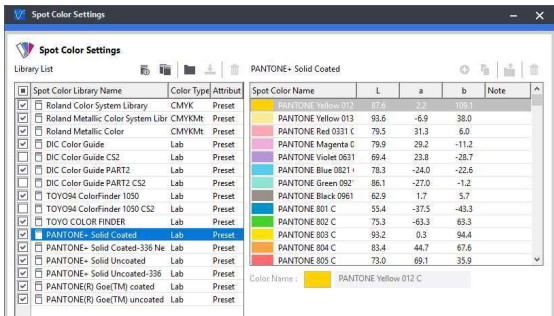 Spot Color Settings
Spot Color Settings
Library List
PANTONE+ Solid Coated
Spot Color Library Name Color Type Attribut
Roland Color System Library CMYK Preset
Roland Metallic Color System Libr CMYKMt Preset
Roland Metallic Color CMYKMt Preset
DIC Color Guide Lab Preset
DIC Color Guide CS2 Lab Preset
DIC Color Guide PART2 Lab Preset
DIC Color Guide PART2 CS2 Lab Preset
TOYO94 ColorFinder 1050 Lab Preset
TOYO94 ColorFinder 1050 CS2 Lab Preset
TOYO COLOR FINDER Lab Preset
PANTONE+ Solid Coated Lab Preset
PANTONE+ Solid Coated-336 Ne Lab Preset
PANTONE+ Solid Uncoated Lab Preset
PANTONE+ Solid Uncoated-336 Lab Preset
PANTONE(R) Goe(TM) coated Lab Preset
PANTONE(R) Goe(TM) uncoated Lab Preset
Spot Color Name L a b Note
PANTONE Yellow 012 87.6 2.2 109.1
PANTONE Yellow 013 93.6 -6.9 38.0
PANTONE Red 0331 C 79.5 31.3 6.0
PANTONE Magenta 0 79.9 29.2 -11.2
PANTONE Violet 0631 69.4 23.8 -28.7
PANTONE Blue 0821 78.3 -24.0 -22.6
PANTONE Green 092 86.1 -27.0 -1.2
PANTONE Black 0961 62.9 1.7 5.7
PANTONE 801 C 55.4 -37.5 -43.3
PANTONE 802 C 75.3 -63.3 63.3
PANTONE 803 C 93.2 0.3 94.4
PANTONE 804 C 83.4 44.7 67.6
PANTONE 805 C 73.0 69.1 35.9
Color Name : PANTONE Yellow 012 C